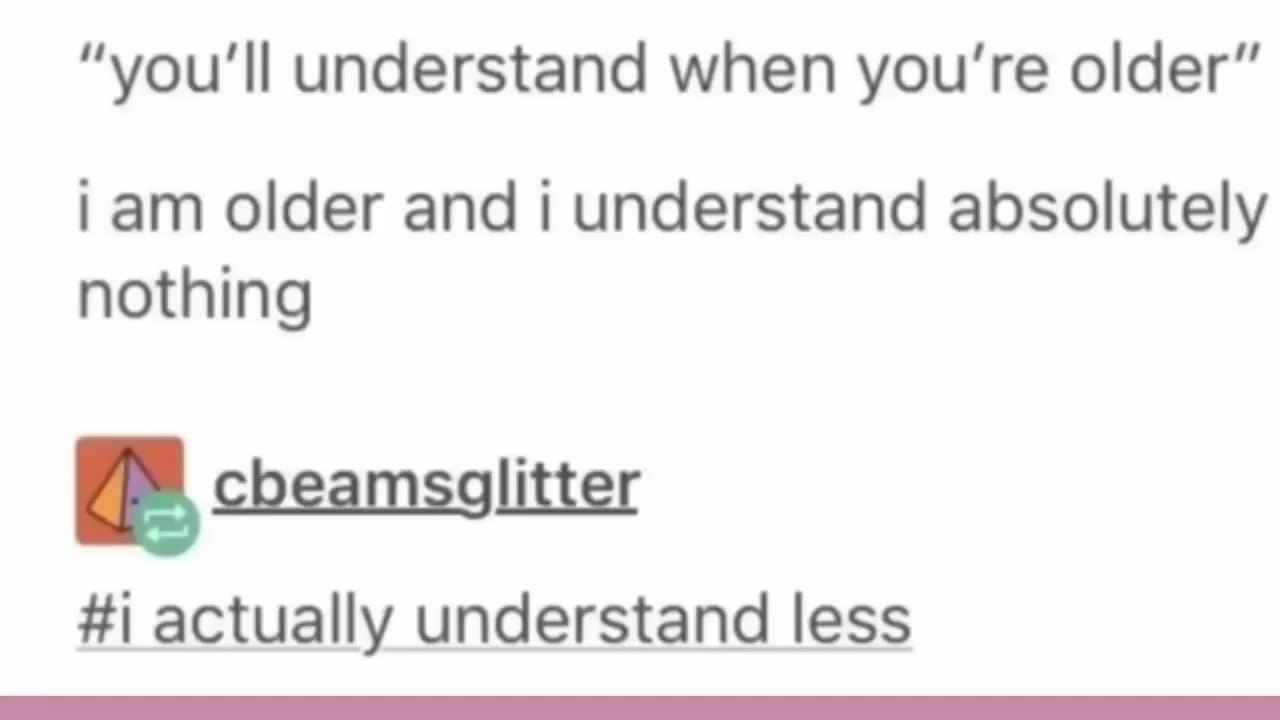 “you’ll understand when you’re older”
i am older and i understand absolutely
nothing
cbeamsglitter
#i actually understand less